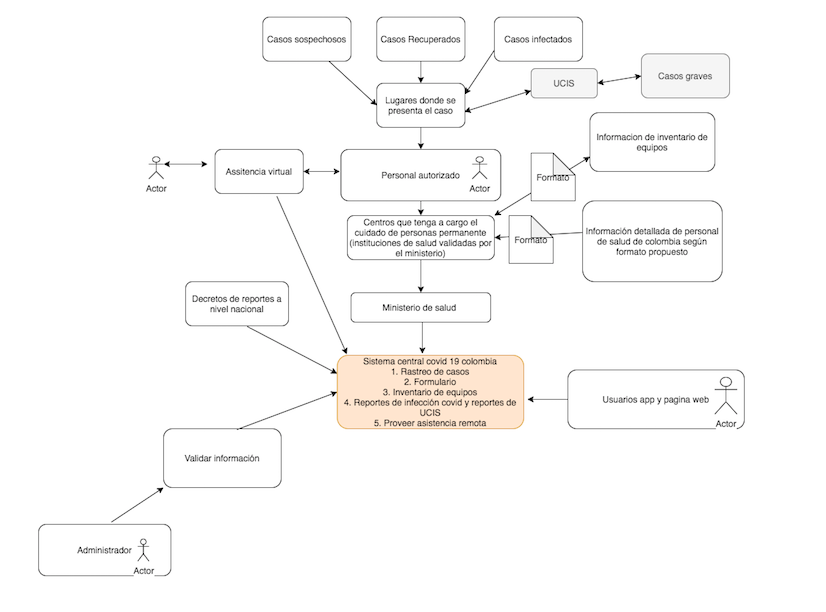 Casos sospechosos
Casos Recuperados
Casos infectados
UCIS
Casos graves
Lugares donde se
presenta el caso
Informacion de inventario de
equipos
Actor
Assitencia virtual
Personal autorizado
Actor
Formato
Centros que tenga a cargo el
cuidado de personas permanente
(instituciones de salud validadas por
el ministerio)
Formato
Información detallada de personal
de salud de colombia según
formato propuesto
Decretos de reportes a
nivel nacional
Ministerio de salud
Sistema central covid 19 colombia
1. Rastreo de casos
2. Formulario
3. Inventario de equipos
4. Reportes de infección covid y reportes de
UCIS
5. Proveer asistencia remota
Usuarios app y pagina web
Actor
Validar información
Administrador
Actor